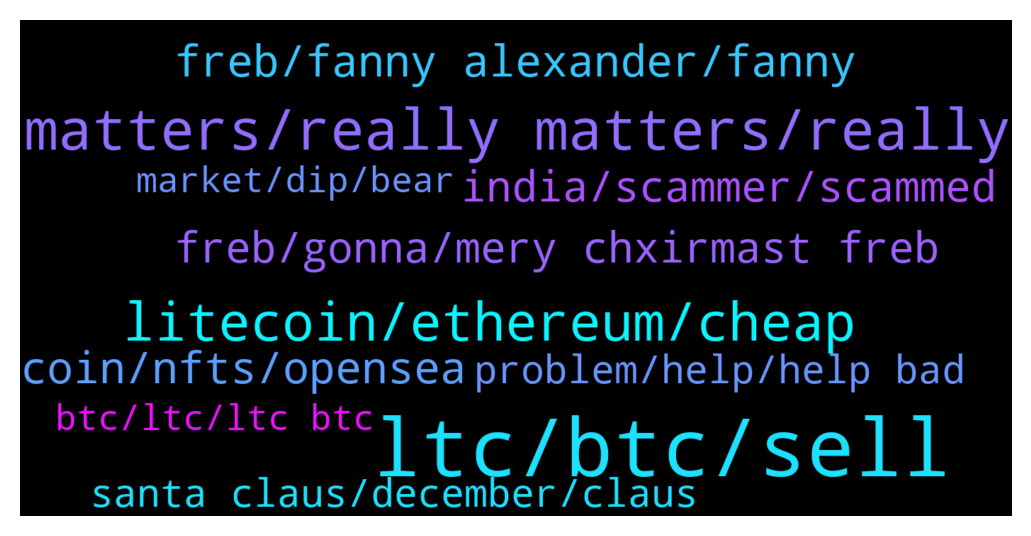 freb/fanny alexander/fanny
matters/really matters/really
market/dip/bear
india/scammer/scammed
freb/gonna/mery chxirmast freb
litecoin/ethereum/cheap
coin/nfts/opensea
problem/help/help bad
btc/ltc/ltc btc
ltc/btc/sell
santa claus/december/claus